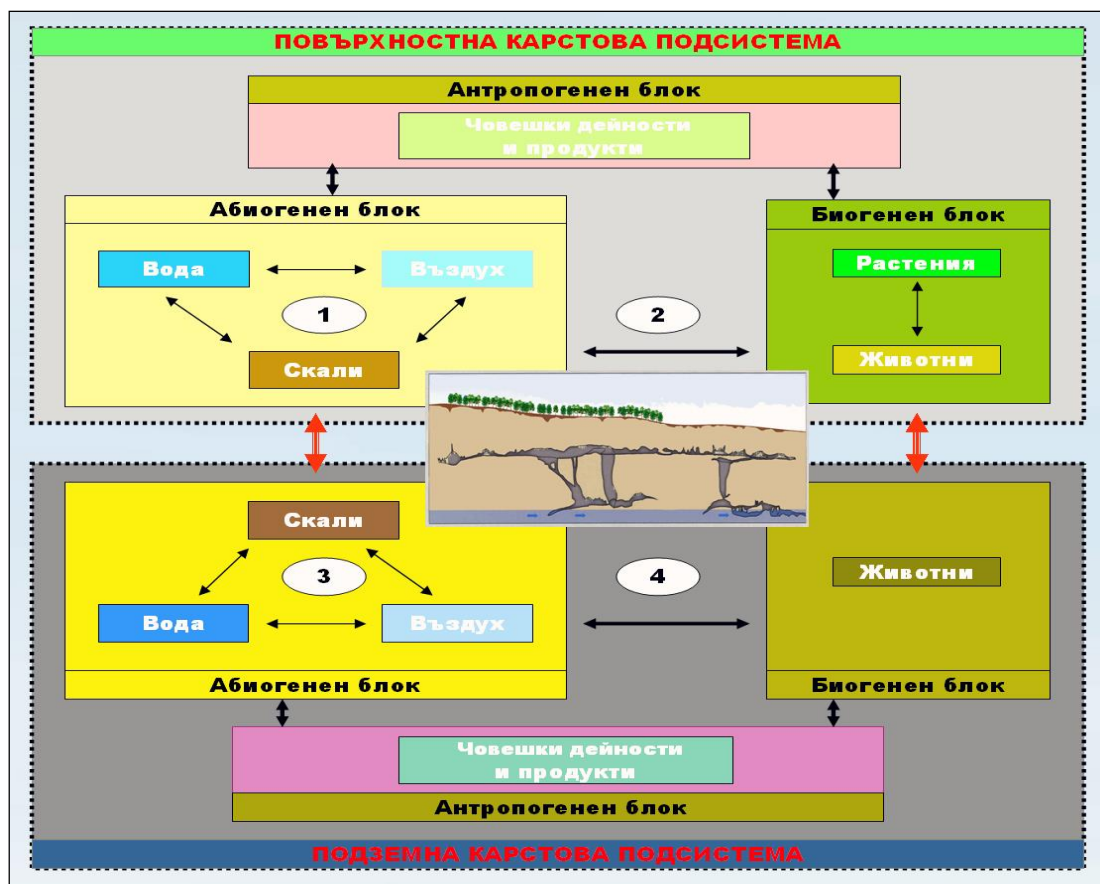 ПОВЪРХНОСТНА КАРСТОВА ПОДСИСТЕМА
Антропогенен блок
Човешки дейности
и продукти
Абиогенен блок
Биогенен блок
Вода
Въздух
Растения
1
2
Скали
Животни
Скали
3
4
Животни
Вода
Въздух
Абиогенен блок
Биогенен блок
Човешки дейности
и продукти
Антропогенен блок
ПОДЗЕМНА КАРСТОВА ПОДСИСТЕМА